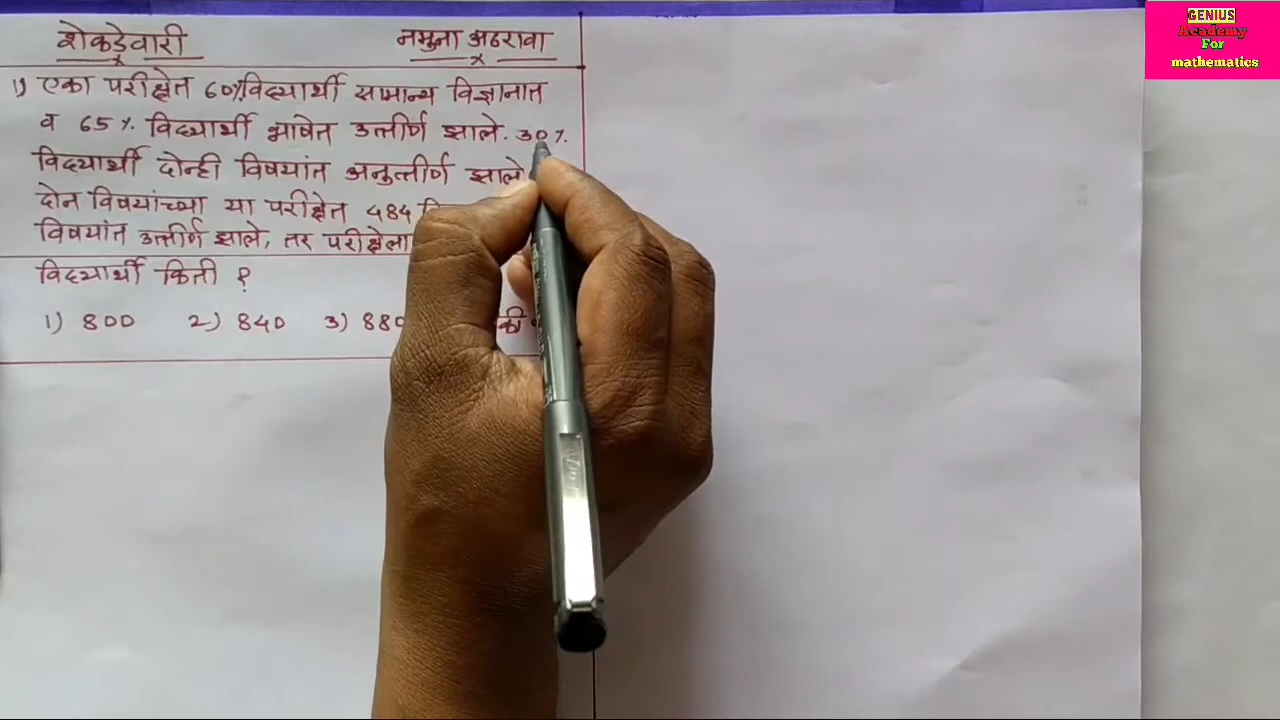 शेकडेवारी
नमुना अठरावा
1) एका परीक्षेत 60% विद्यार्थी सामान्य विज्ञानात
व 65% विद्यार्थी भाषेत उत्तीर्ण झाले. 30%
विद्यार्थी दोन्ही विषयांत अनुत्तीर्ण झाले
दोन विषयांच्या या परीक्षेत 484
विषयांत उत्तीर्ण झाले, तर परीक्षेला
विद्यार्थी किती ?
1) 800 2) 840 3) 880
GENIUS
Academy
For
mathematics